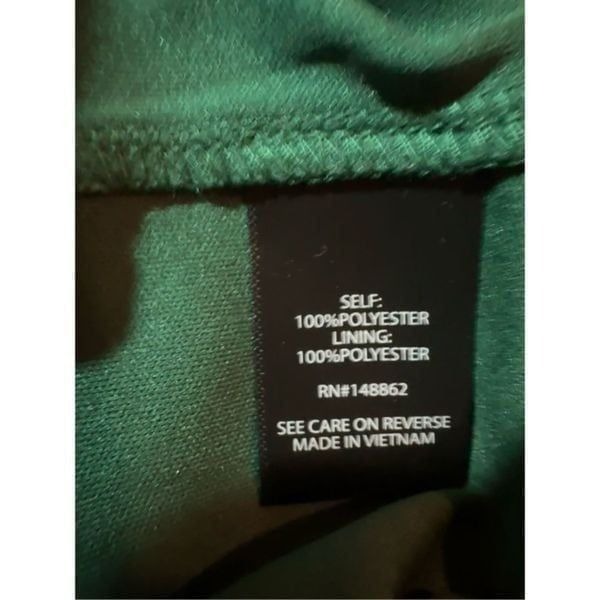 SELF:
100%POLYESTER
LINING:
100%POLYESTER
RN#148862
SEE CARE ON REVERSE
MADE IN VIETNAM